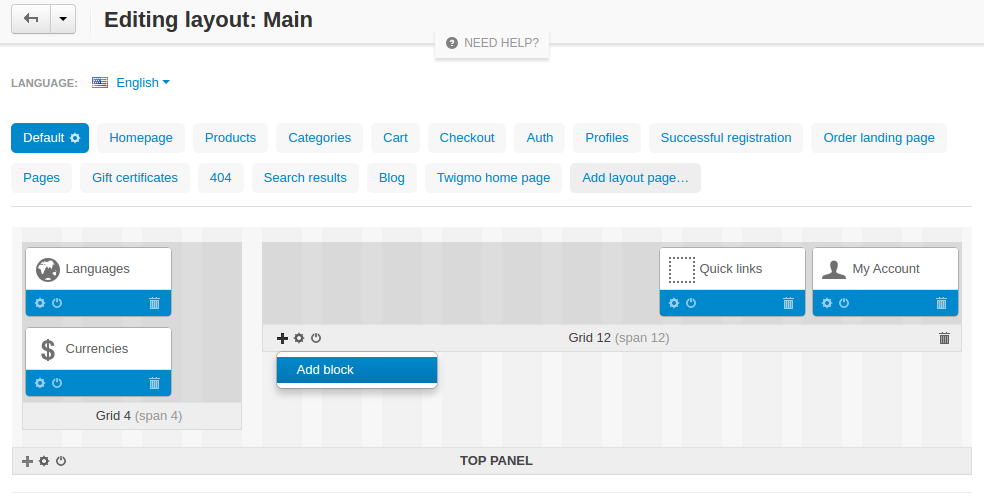 Editing layout: Main
NEED HELP?
LANGUAGE: English
Default Homepage Products Categories Cart Checkout Auth Profiles Successful registration Order landing page
Pages Gift certificates 404 Search results Blog Twigmo home page Add layout page…
Languages Quick links My Account
Grid 12 (span 12)
Currencies
Add block
Grid 4 (span 4)
TOP PANEL